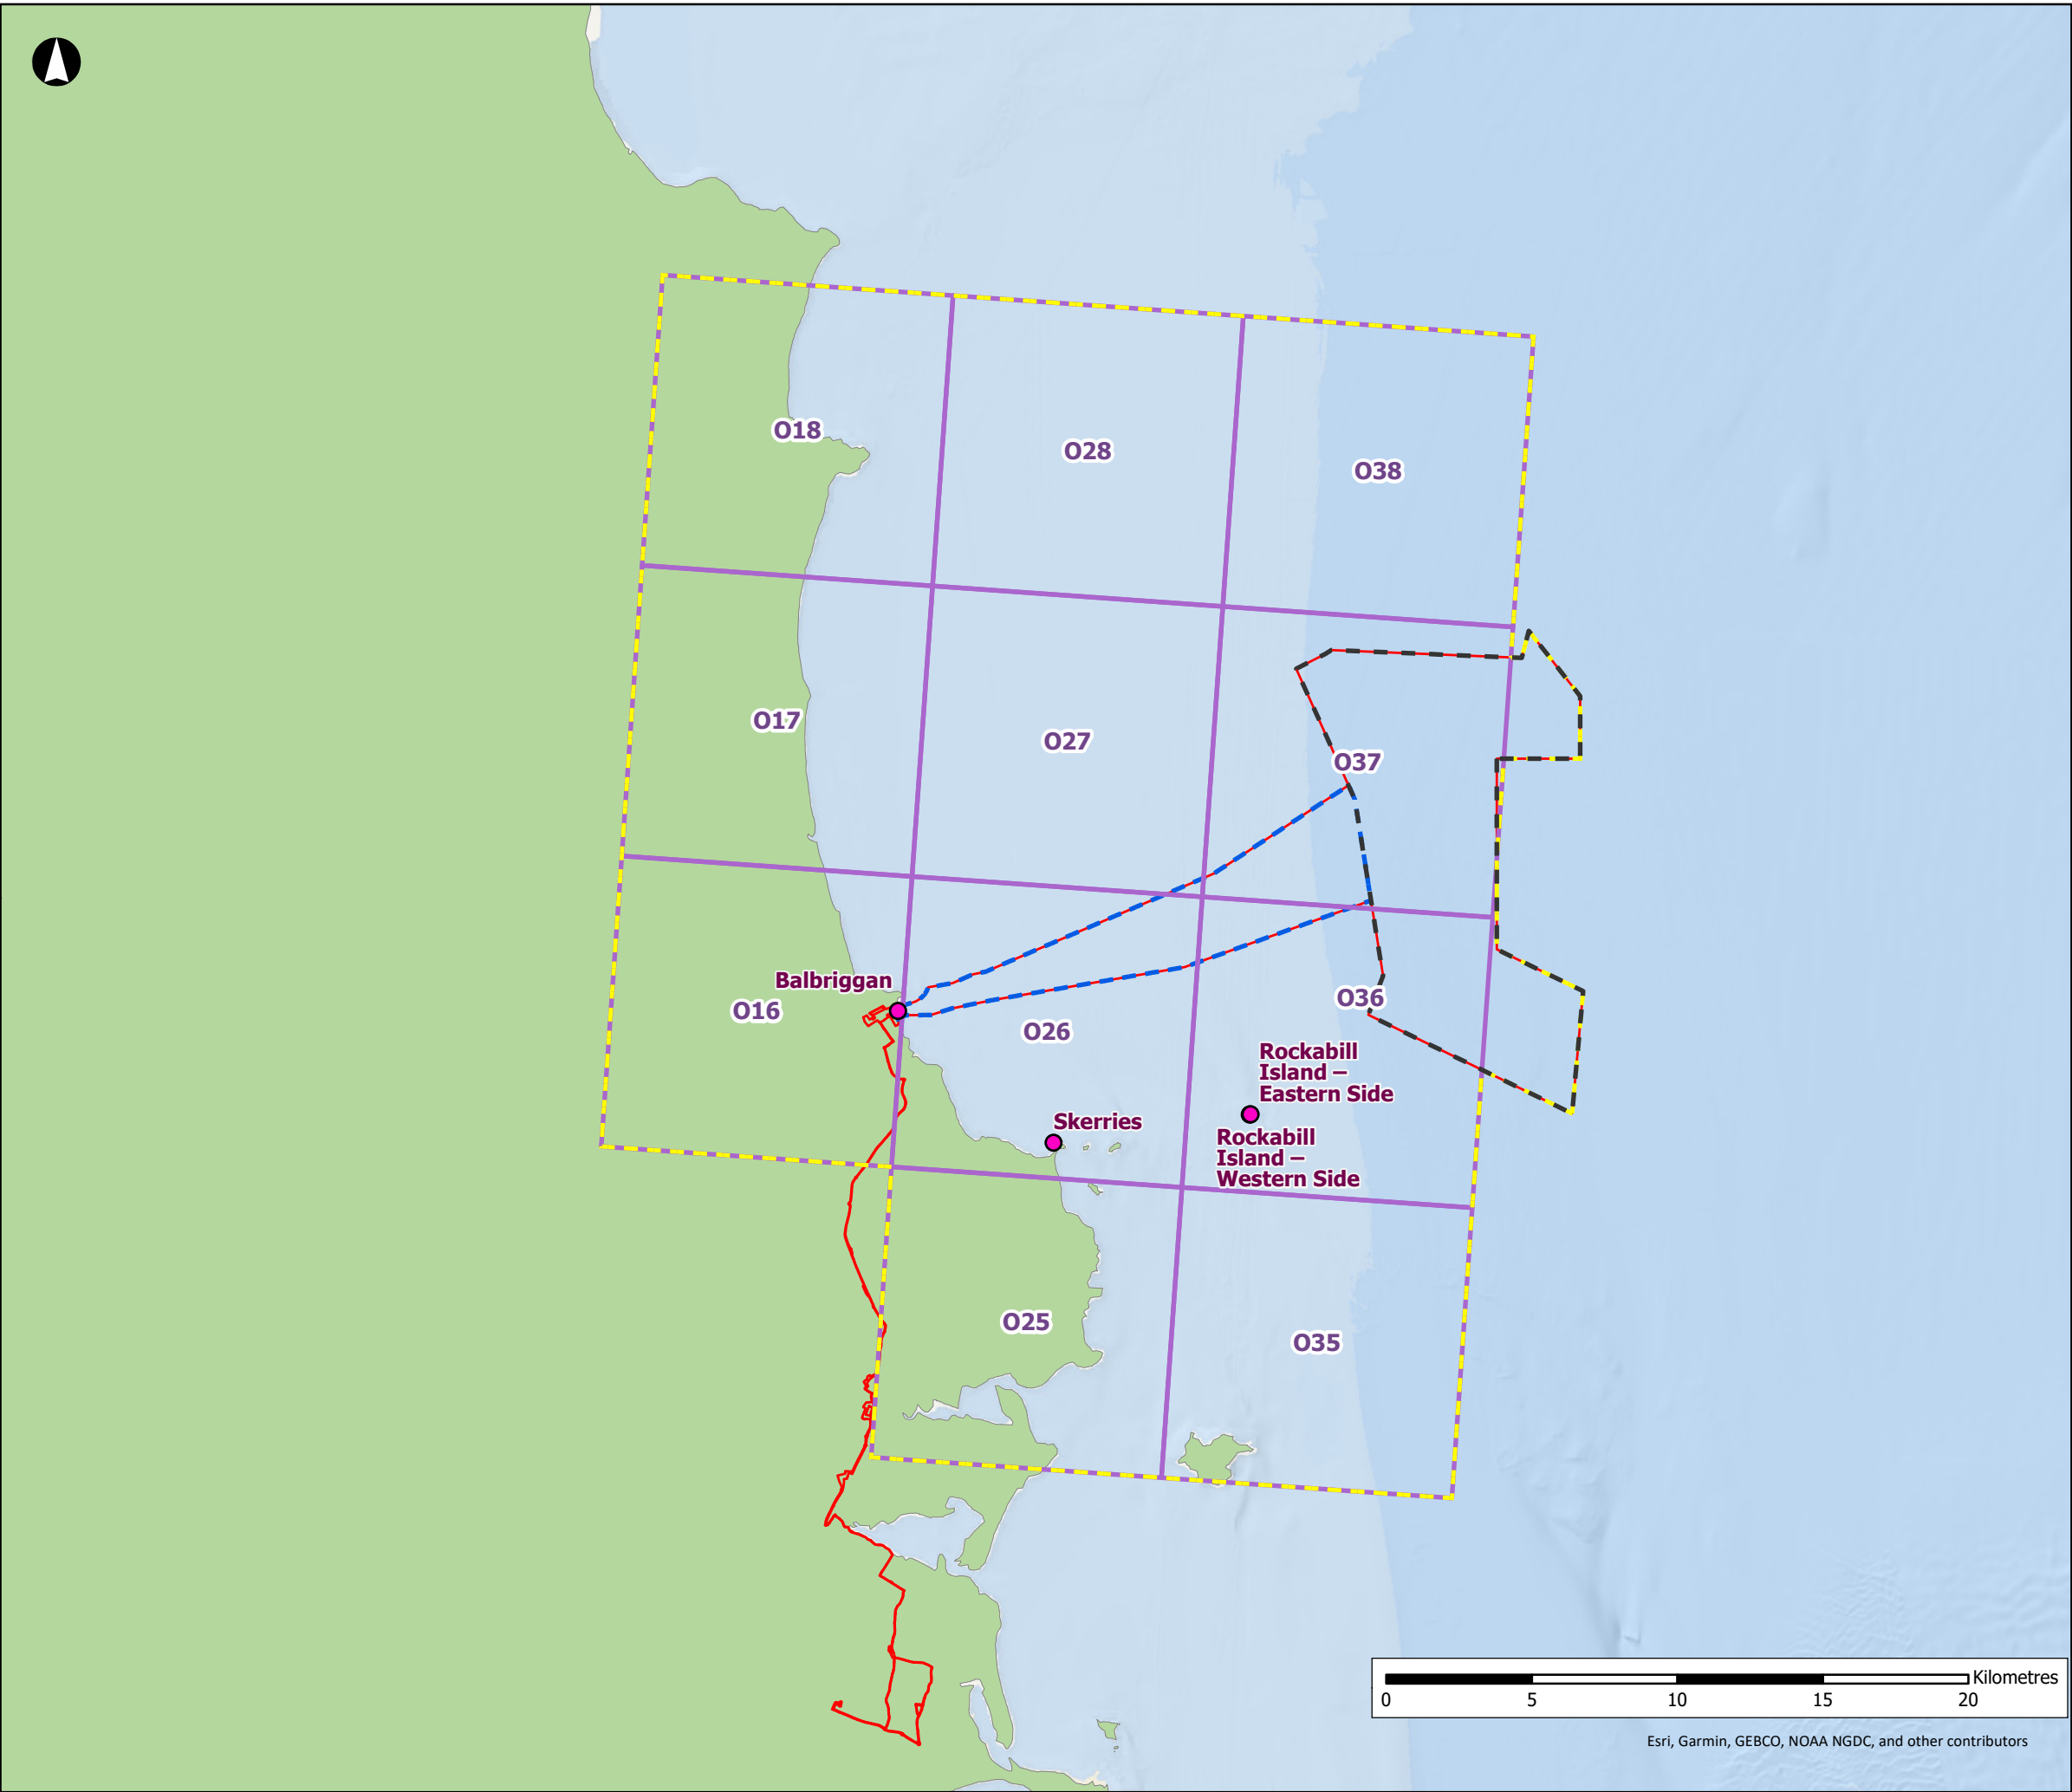 O18
O28
O38
O17
O27
O37
Balbriggan
O16
O36
O26
Rockabill
Island –
Eastern Side
Skerries
Rockabill
Island –
Western Side
O25
O35
Kilometres
0 5 10 15 20
Esri, Garmin, GEBCO, NOAA NGDC, and other contributors